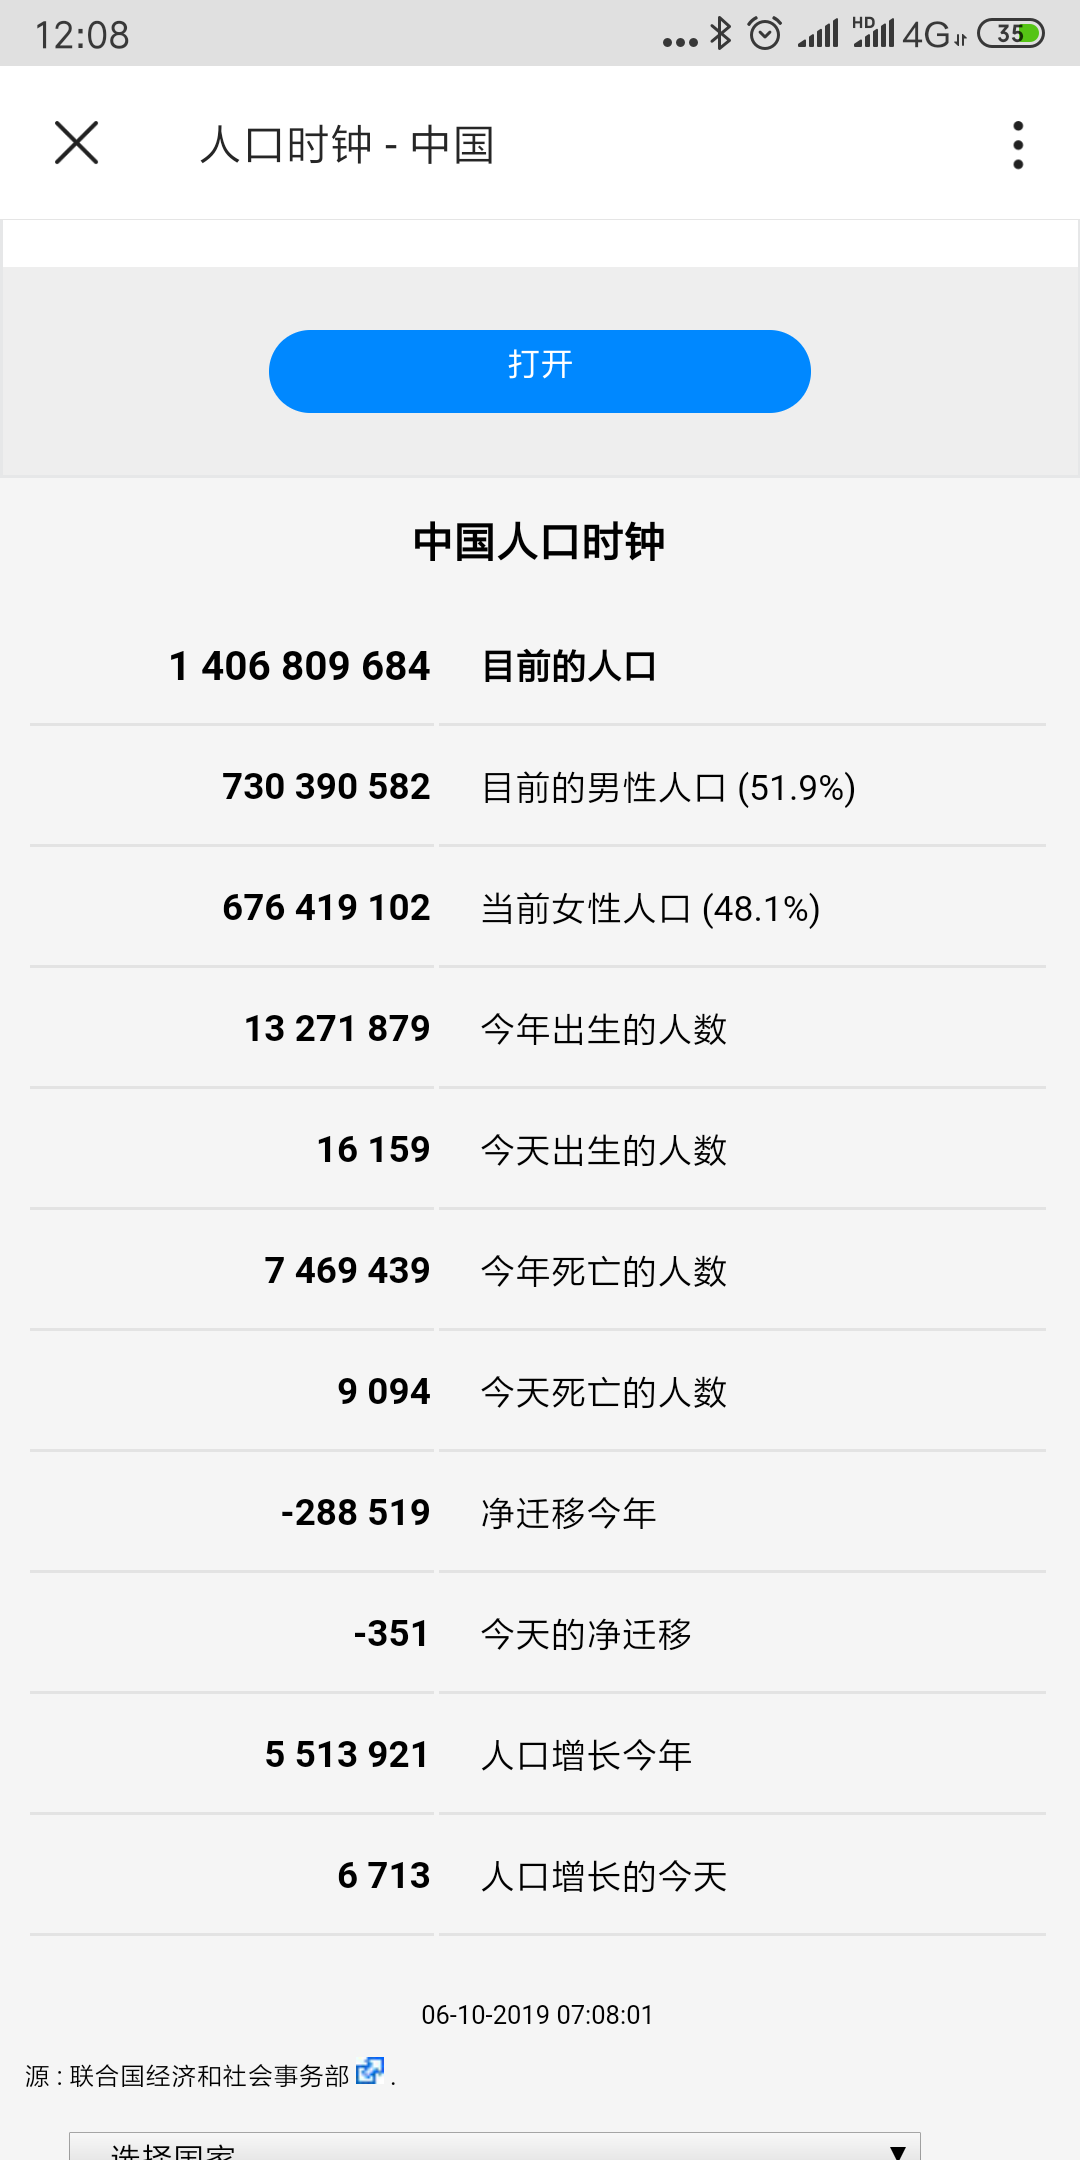 12:08
HD 4G 35
人口时钟 - 中国
打开
中国人口时钟
1 406 809 684 目前的人口
730 390 582 目前的男性人口 (51.9%)
676 419 102 当前女性人口 (48.1%)
13 271 879 今年出生的人数
16 159 今天出生的人数
7 469 439 今年死亡的人数
9 094 今天死亡的人数
-288 519 净迁移今年
-351 今天的净迁移
5 513 921 人口增长今年
6 713 人口增长的今天
06-10-2019 07:08:01
源 : 联合国经济和社会事务部 .
选择国家